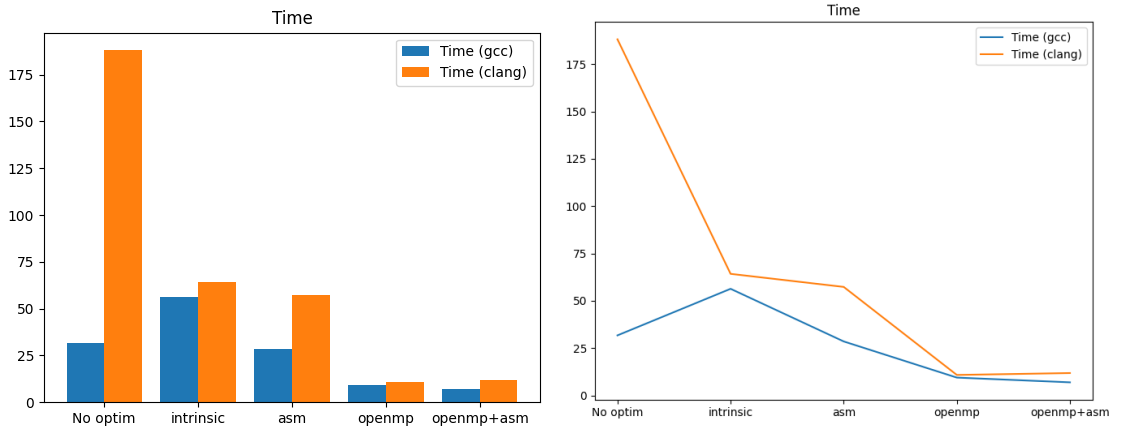 Time
Time (gcc)
Time (clang)
175
150
125
100
75
50
25
0
No optim intrinsic asm openmp openmp+asm
Time
Time (gcc)
Time (clang)
175
150
125
100
75
50
25
0
No optim intrinsic asm openmp openmp+asm